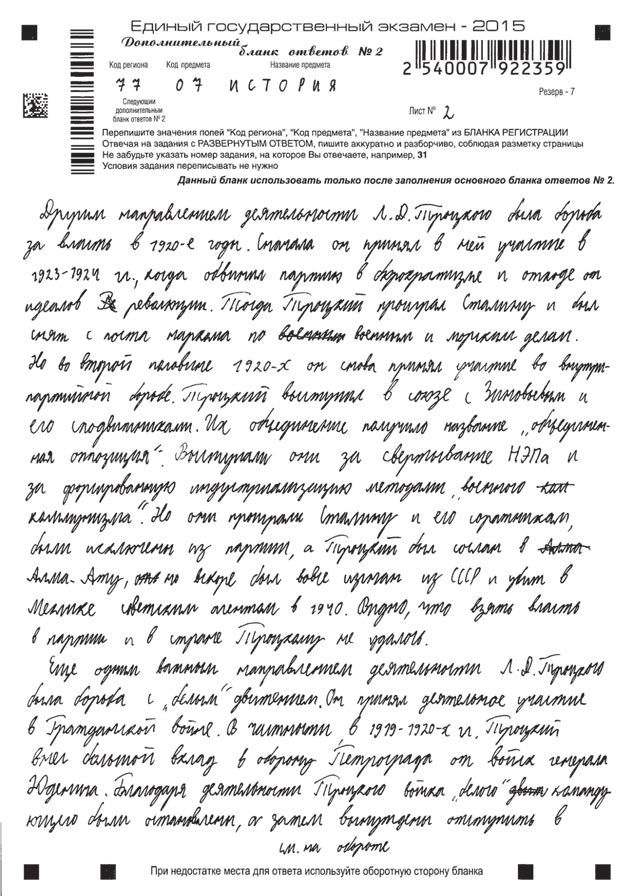 Единый государственный экзамен - 2015
Дополнительный бланк ответов № 2
Код региона Код предмета Название предмета
77 07 ИСТОРИЯ
2 540007 922359
Резерв - 7
Следующий
дополнительный
бланк ответов № 2
Лист № 2
Перепишите значения полей "Код региона", "Код предмета", "Название предмета" из БЛАНКА РЕГИСТРАЦИИ
Отвечая на задания с РАЗВЕРНУТЫМ ОТВЕТОМ, пишите аккуратно и разборчиво, соблюдая разметку страницы
Не забудьте указать номер задания, на которое Вы отвечаете, например, 31
Условия задания переписывать не нужно
Данный бланк использовать только после заполнения основного бланка ответов № 2.
Другим направлением деятельности Л.Д.Троцкого была борьба
за власть в 1920-е годы. Сначала он принял в ней участие в
1923-1924 гг., когда обвинил партию в бюрократизме и отходе от
идеалов революции. Тогда Троцкий проиграл Сталину и был
снят с поста наркома по военным военным и морским делам.
Но во второй половине 1920-х он снова принял участие во внутри-
партийной борьбе. Троцкий выступил в союзе с Зиновьевым и
его сподвижниками. Их объединение получило название „объединен-
ная оппозиция". Выступали они за свертывание НЭПа и
за форсированную индустриализацию методами „военного
коммунизма". Но они проиграли Сталину и его соратникам,
были исключены из партии, а Троцкий был сослан в Алма-
Алма-Ату, но вскоре был вовсе изгнан из СССР и убит в
Мексике советским агентом в 1940. Видно, что взять власть
в партии и в стране Троцкому не удалось.
Еще одним важным направлением деятельности Л.Д.Троцкого
была борьба с „белым" движением. Он принял деятельное участие
в Гражданской войне. В частности, в 1919-1920-х гг. Троцкий
внес большой вклад в оборону Петрограда от войск генерала
Юденича. Благодаря деятельности Троцкого войска „белого" команду-
ющего были остановлены, а затем вынуждены отступить в
см. на обороте
При недостатке места для ответа используйте оборотную сторону бланка